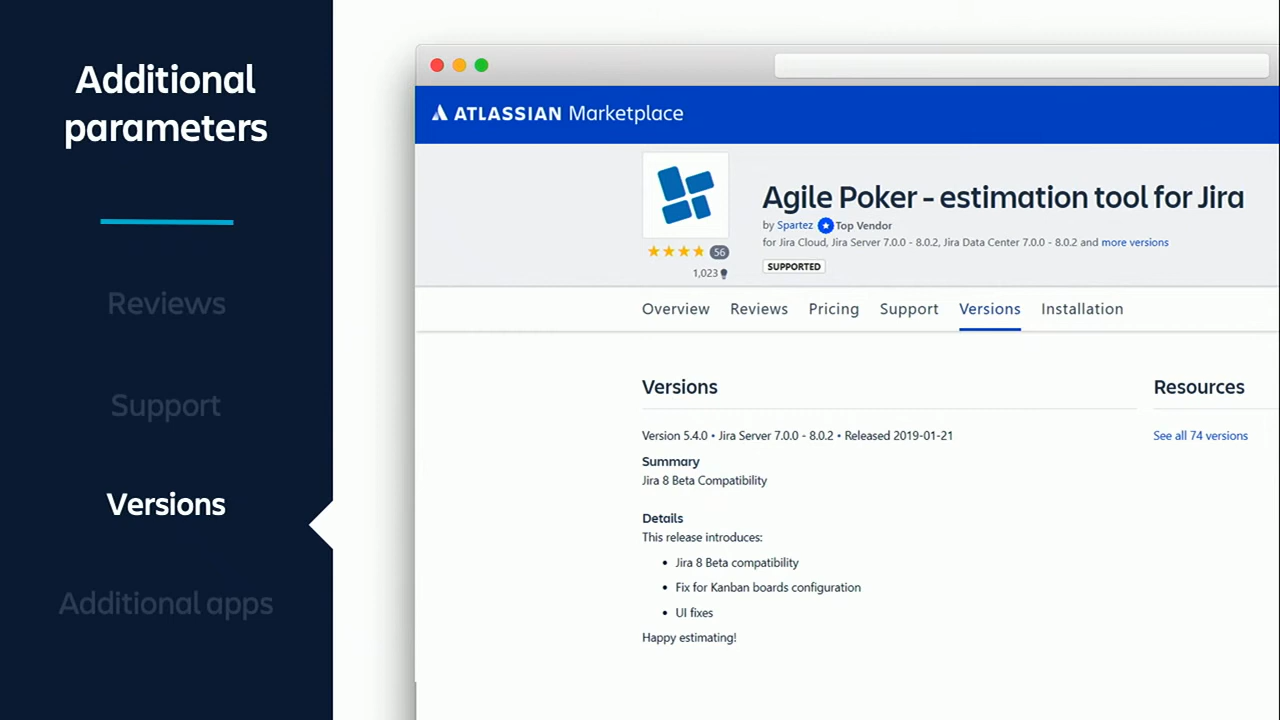 Additional
parameters
Reviews
Support
Versions
Additional apps
ATLASSIAN Marketplace
Agile Poker - estimation tool for Jira
by Spartez Top Vendor
for Jira Cloud, Jira Server 7.0.0 - 8.0.2, Jira Data Center 7.0.0 - 8.0.2 and more versions
56
1,023
SUPPORTED
Overview Reviews Pricing Support Versions Installation
Versions
Version 5.4.0 • Jira Server 7.0.0 - 8.0.2 • Released 2019-01-21
Summary
Jira 8 Beta Compatibility
Details
This release introduces:
• Jira 8 Beta compatibility
• Fix for Kanban boards configuration
• UI fixes
Happy estimating!
Resources
See all 74 versions